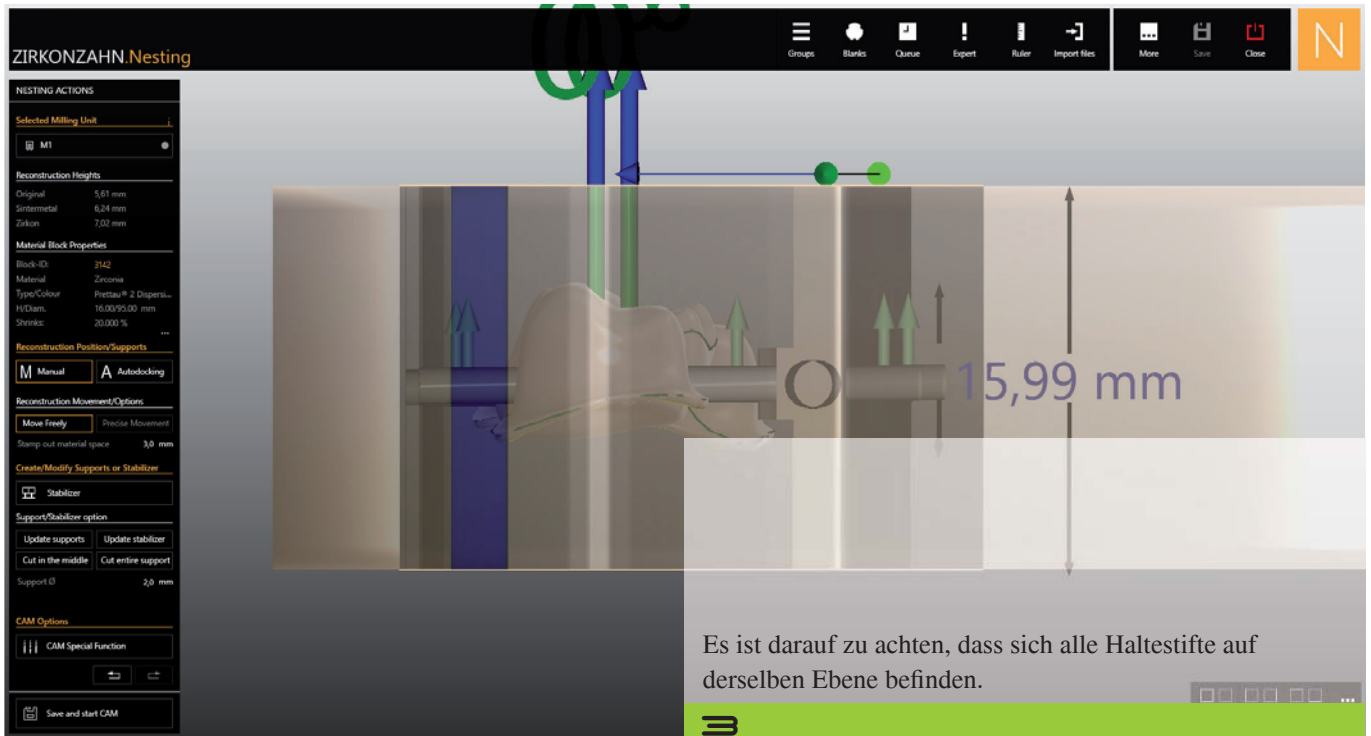 ZIRKONZAHN.Nesting
Groups
Blanks
Queue
Expert
Ruler
Import files
More
Save
Close
N
NESTING ACTIONS
Selected Milling Unit i
M1
Reconstruction Heights
Original 5,61 mm
Sintermetal 6,24 mm
Zirkon 7,02 mm
Material Block Properties
Block-ID: 3142
Material Zirconia
Type/Colour Prettau® 2 Dispersi...
H/Diam. 16.00/95.00 mm
Shrinks: 20.000 %
...
Reconstruction Position/Supports
M Manual A Autodocking
Reconstruction Movement/Options
Move Freely Precise Movement
Stamp out material space 3,0 mm
Create/Modify Supports or Stabilizer
Stabilizer
Support/Stabilizer option
Update supports Update stabilizer
Cut in the middle Cut entire support
Support Ø 2,0 mm
CAM Options
CAM Special Function
Save and start CAM
15,99 mm
Es ist darauf zu achten, dass sich alle Haltestifte auf
derselben Ebene befinden.
...
3